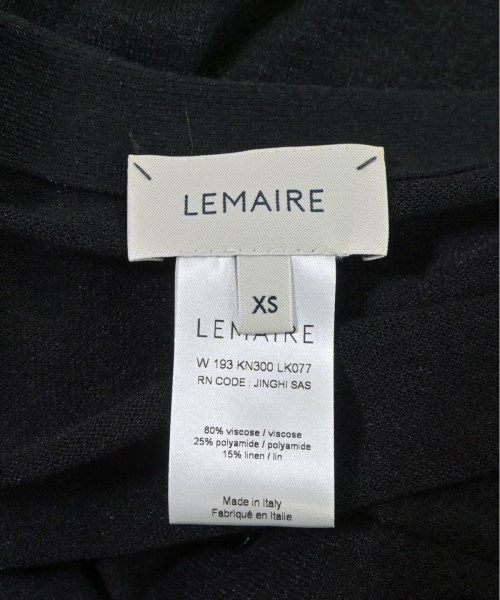 LEMAIRE
XS
LEMAIRE
W 193 KN300 LK077
RN CODE : JINGHI SAS
60% viscose / viscose
25% polyamide / polyamide
15% linen / lin
Made in Italy
Fabriqué en Italie